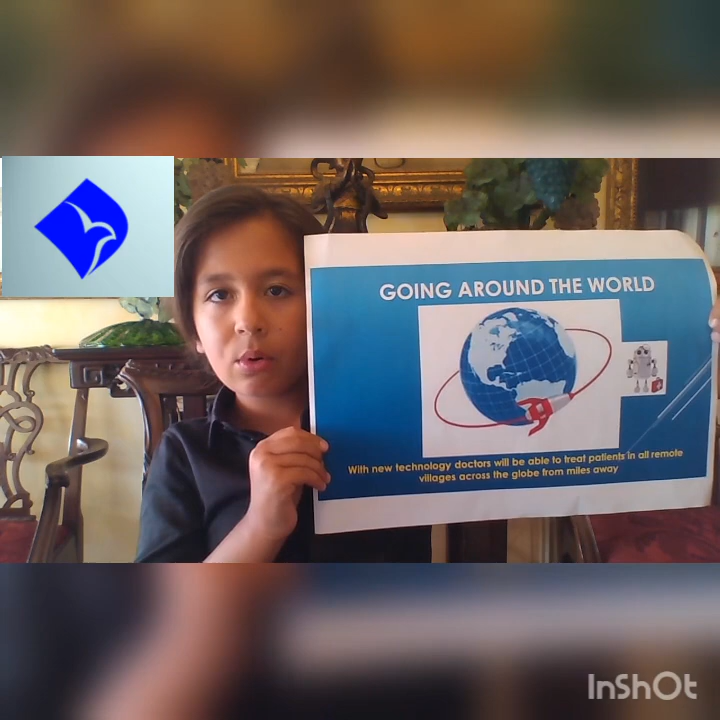 GOING AROUND THE WORLD
With new technology doctors will be able to treat patients in all remote
villages across the globe from miles away
InShOt